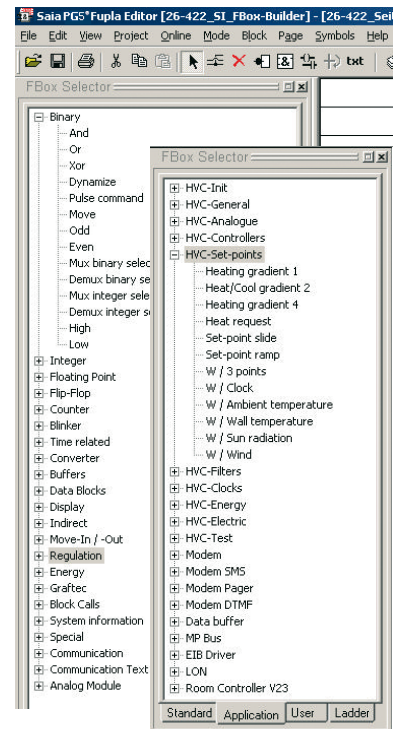 Saia PG5®Fupla Editor [26-422_SI_FBox-Builder] - [26-422_Sei
File Edit View Project Online Mode Block Page Symbols Help
txt
FBox Selector
Binary
And
Or
Xor
Dynamize
Pulse command
Move
Odd
Even
Mux binary selec
Demux binary se
Mux integer sele
Demux integer s
High
Low
Integer
Floating Point
Flip-Flop
Counter
Blinker
Time related
Converter
Buffers
Data Blocks
Display
Indirect
Move-In / -Out
Regulation
Energy
Graftec
Block Calls
System information
Special
Communication
Communication Text
Analog Module
FBox Selector
HVC-Init
HVC-General
HVC-Analogue
HVC-Controllers
HVC-Set-points
Heating gradient 1
Heat/Cool gradient 2
Heating gradient 4
Heat request
Set-point slide
Set-point ramp
W / 3 points
W / Clock
W / Ambient temperature
W / Wall temperature
W / Sun radiation
W / Wind
HVC-Filters
HVC-Clocks
HVC-Energy
HVC-Electric
HVC-Test
Modem
Modem SMS
Modem Pager
Modem DTMF
Data buffer
MP Bus
EIB Driver
LON
Room Controller V23
Standard Application User Ladder